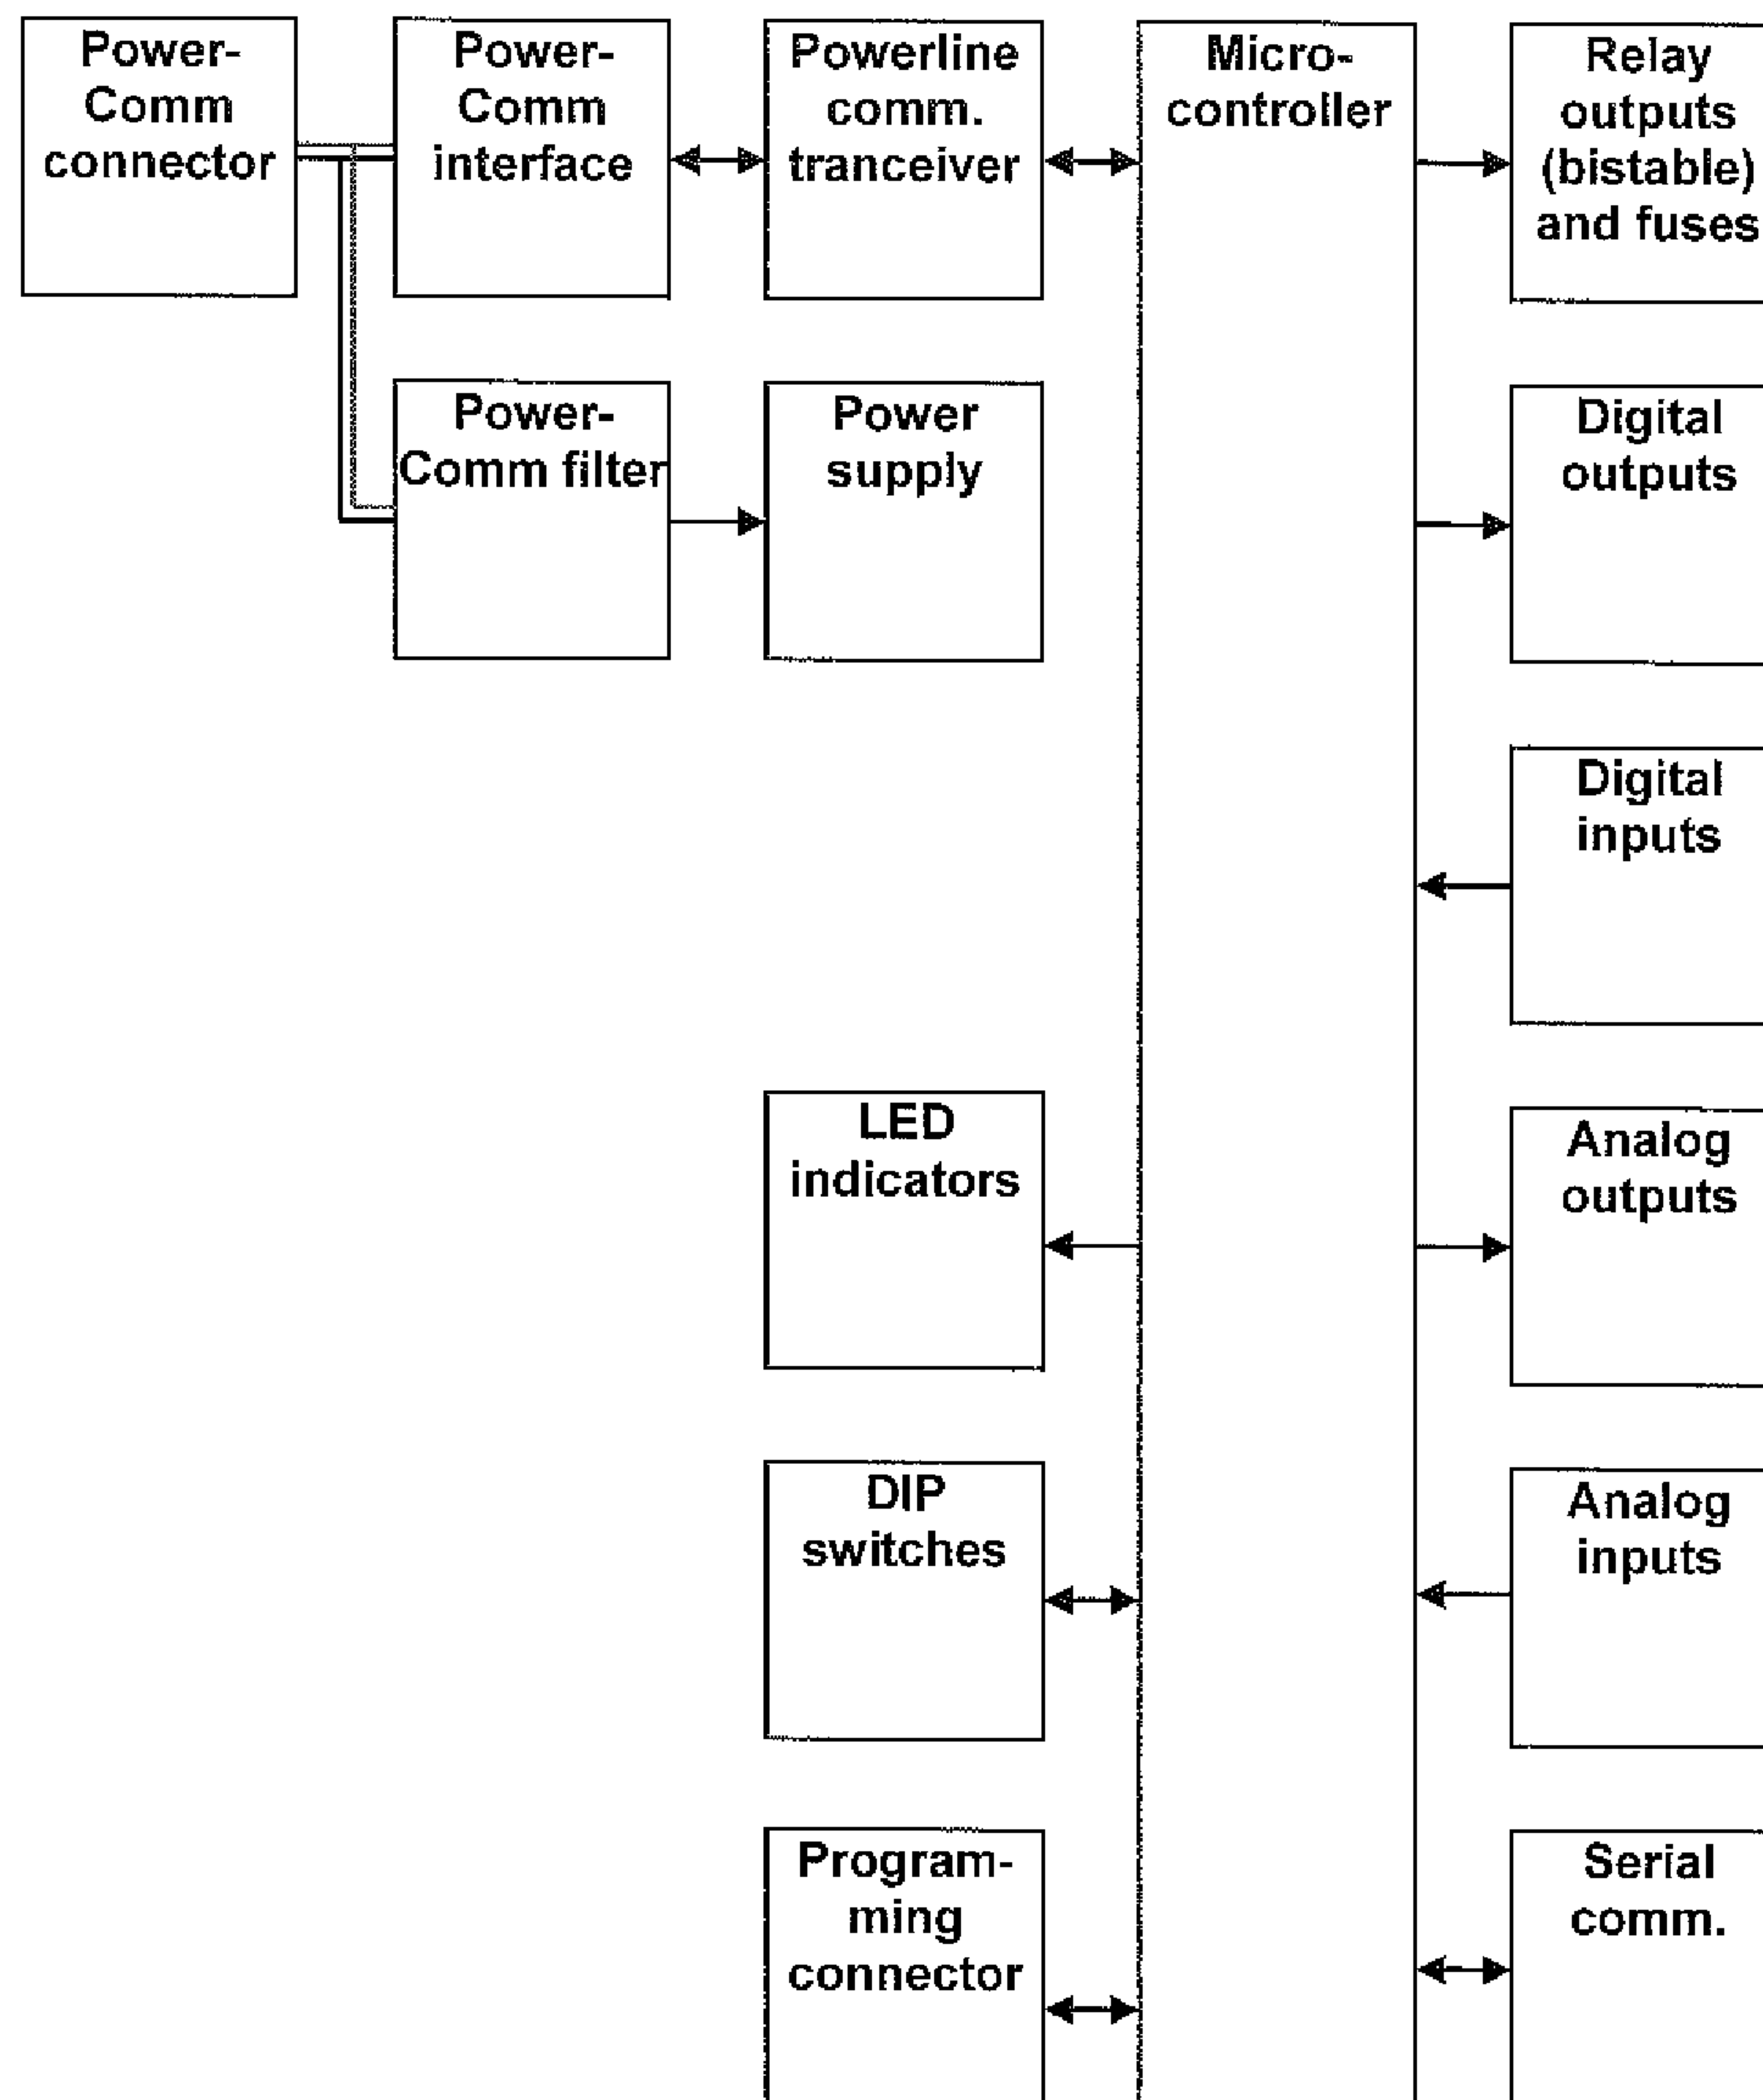 Power-
Comm
connector
Power-
Comm
interface
Powerline
comm.
tranceiver
Micro-
controller
Relay
outputs
(bistable)
and fuses
Power-
Comm filter
Power
supply
Digital
outputs
Digital
inputs
LED
indicators
Analog
outputs
DIP
switches
Analog
inputs
Program-
ming
connector
Serial
comm.